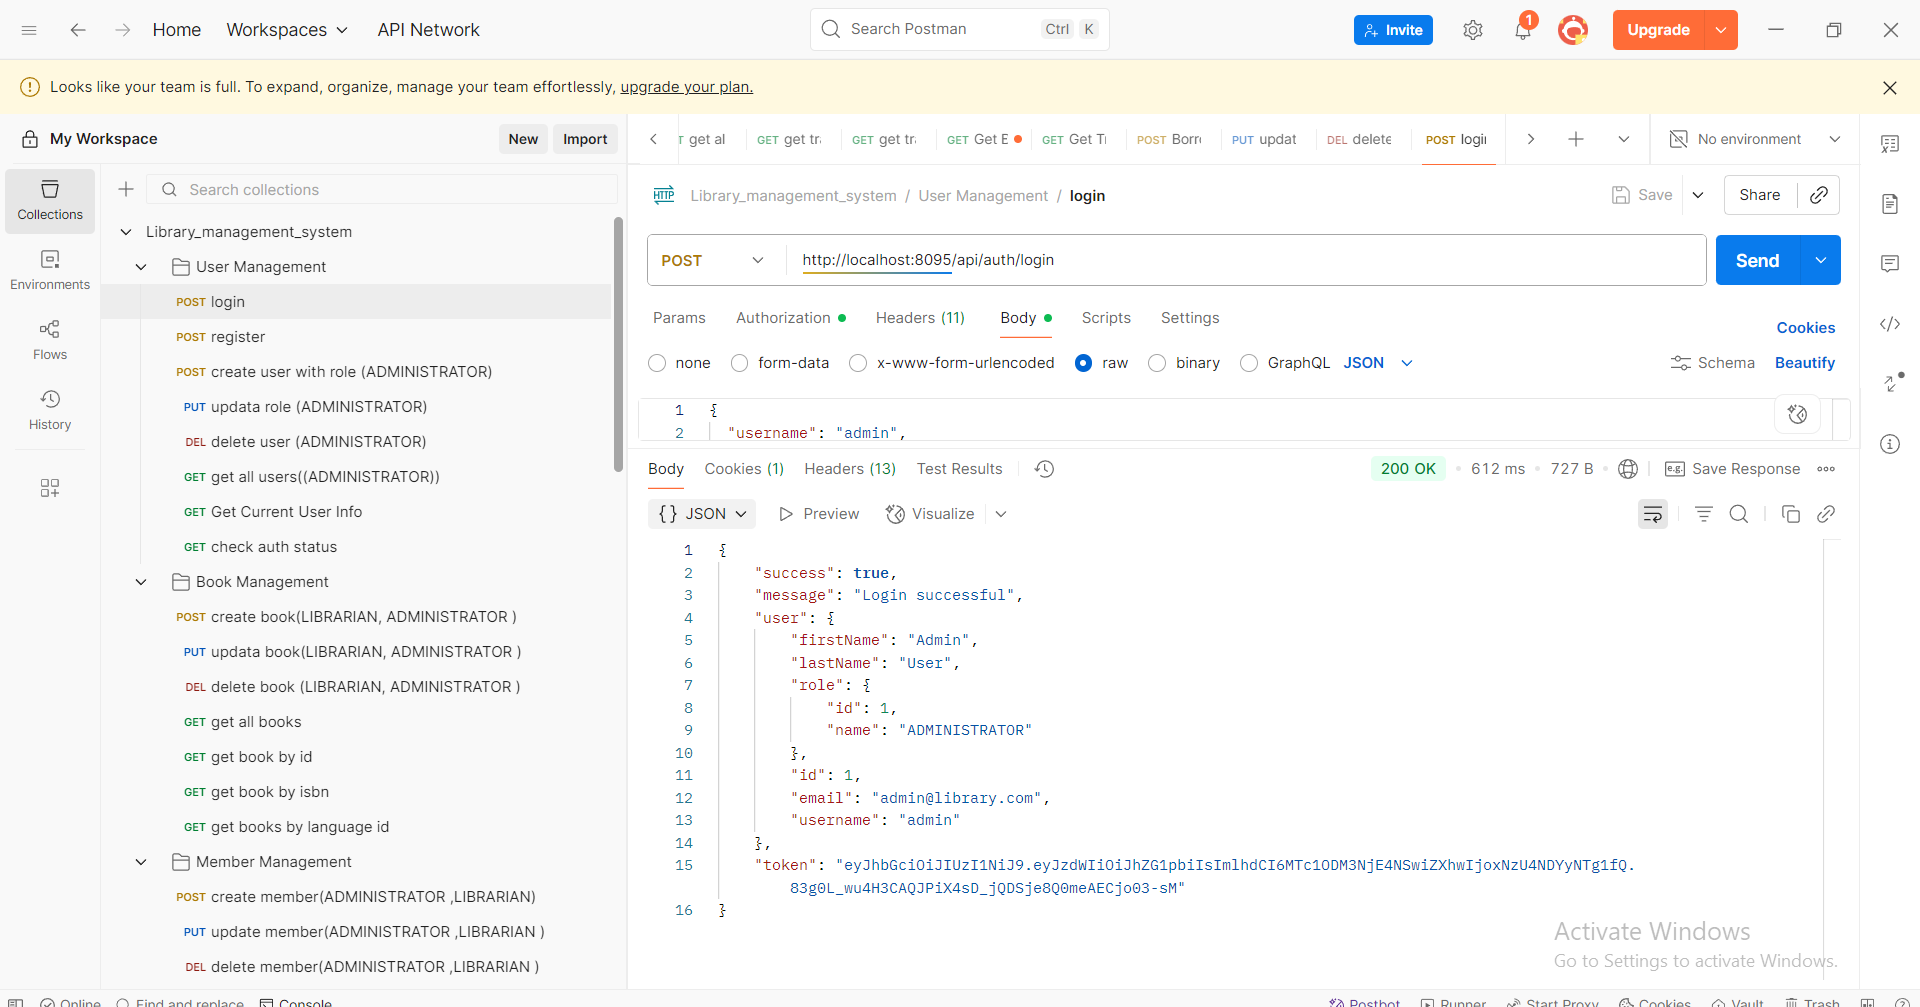 Home
Workspaces
API Network
Search Postman
Ctrl K
Invite
1
Upgrade
Looks like your team is full. To expand, organize, manage your team effortlessly, upgrade your plan.
My Workspace
New
Import
GET get al
GET get tr
GET get tr
GET Get E
GET Get T
POST Borr
PUT updat
DEL delete
POST logi
No environment
Collections
Environments
Flows
History
Search collections
Library_management_system
User Management
POST login
POST register
POST create user with role (ADMINISTRATOR)
PUT updata role (ADMINISTRATOR)
DEL delete user (ADMINISTRATOR)
GET get all users((ADMINISTRATOR))
GET Get Current User Info
GET check auth status
Book Management
POST create book(LIBRARIAN, ADMINISTRATOR )
PUT updata book(LIBRARIAN, ADMINISTRATOR )
DEL delete book (LIBRARIAN, ADMINISTRATOR )
GET get all books
GET get book by id
GET get book by isbn
GET get books by language id
Member Management
POST create member(ADMINISTRATOR ,LIBRARIAN)
PUT update member(ADMINISTRATOR ,LIBRARIAN )
DEL delete member(ADMINISTRATOR ,LIBRARIAN )
HTTP Library_management_system / User Management / login
Save
Share
POST http://localhost:8095/api/auth/login
Send
Params Authorization Headers (11) Body Scripts Settings
Cookies
none form-data x-www-form-urlencoded raw binary GraphQL JSON
Schema Beautify
1 {
2 "username": "admin",
Body Cookies (1) Headers (13) Test Results
200 OK • 612 ms • 727 B
e.g. Save Response
{} JSON Preview Visualize
1 {
2 "success": true,
3 "message": "Login successful",
4 "user": {
5 "firstName": "Admin",
6 "lastName": "User",
7 "role": {
8 "id": 1,
9 "name": "ADMINISTRATOR"
10 },
11 "id": 1,
12 "email": "admin@library.com",
13 "username": "admin"
14 },
15 "token": "eyJhbGciOiJIUzI1NiJ9.eyJzdWIiOiJhZG1pbiIsImlhdCI6MTc1ODM3NjE4NSwiZXhwIjoxNzU4NDYyNTg1fQ.
83g0L_wu4H3CAQJPiX4sD_jQDSje8Q0meAECjo03-sM"
16 }
Activate Windows
Go to Settings to activate Windows.
Online
Find and replace
Console
Postbot
Runner
Start Proxy
Cookies
Vault
Trash